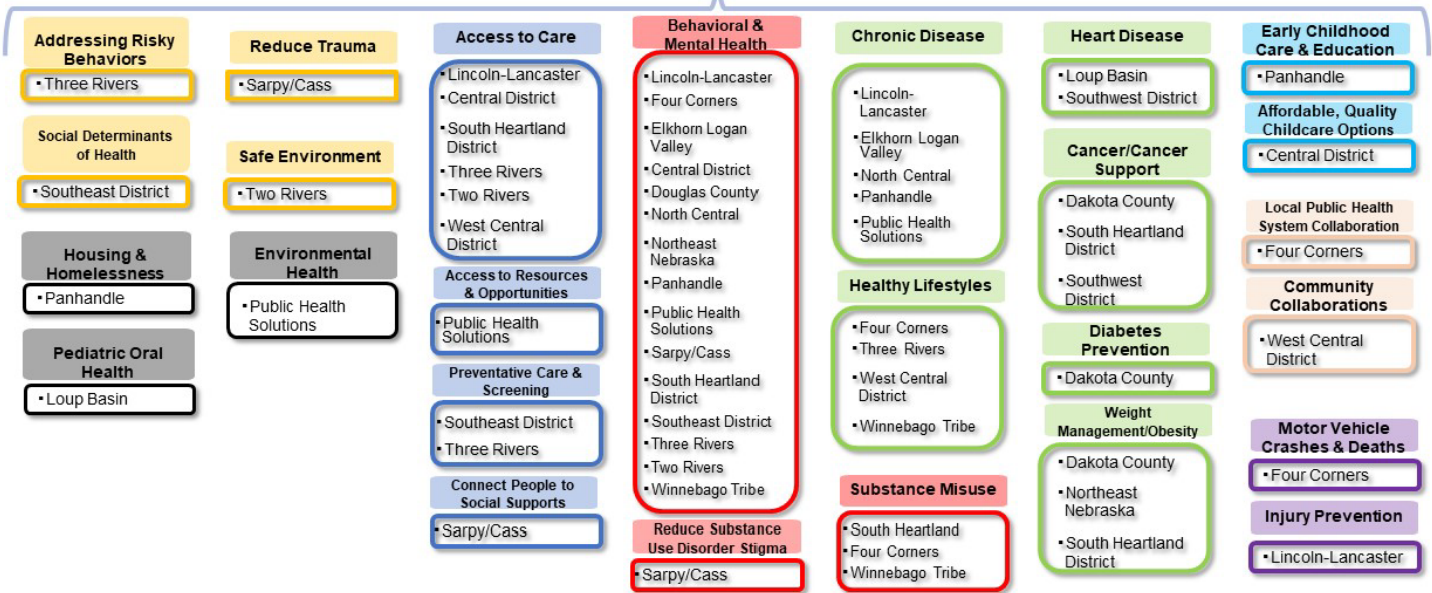 Addressing Risky
Behaviors
▪Three Rivers
Social Determinants
of Health
▪Southeast District
Housing &
Homelessness
▪Panhandle
Pediatric Oral
Health
▪Loup Basin
Reduce Trauma
▪Sarpy/Cass
Safe Environment
▪Two Rivers
Environmental
Health
▪Public Health
Solutions
Access to Care
▪Lincoln-Lancaster
▪Central District
▪South Heartland
District
▪Three Rivers
▪Two Rivers
▪West Central
District
Access to Resources
& Opportunities
▪Public Health
Solutions
Preventative Care &
Screening
▪Southeast District
▪Three Rivers
Connect People to
Social Supports
▪Sarpy/Cass
Behavioral &
Mental Health
▪Lincoln-Lancaster
▪Four Corners
▪Elkhorn Logan
Valley
▪Central District
▪Douglas County
▪North Central
▪Northeast
Nebraska
▪Panhandle
▪Public Health
Solutions
▪Sarpy/Cass
▪South Heartland
District
▪Southeast District
▪Three Rivers
▪Two Rivers
▪Winnebago Tribe
Reduce Substance
Use Disorder Stigma
▪Sarpy/Cass
Chronic Disease
▪Lincoln-
Lancaster
▪Elkhorn Logan
Valley
▪North Central
▪Panhandle
▪Public Health
Solutions
Healthy Lifestyles
▪Four Corners
▪Three Rivers
▪West Central
District
▪Winnebago Tribe
Substance Misuse
▪South Heartland
▪Four Corners
▪Winnebago Tribe
Heart Disease
▪Loup Basin
▪Southwest District
Cancer/Cancer
Support
▪Dakota County
▪South Heartland
District
▪Southwest
District
Diabetes
Prevention
▪Dakota County
Weight
Management/Obesity
▪Dakota County
▪Northeast
Nebraska
▪South Heartland
District
Early Childhood
Care & Education
▪Panhandle
Affordable, Quality
Childcare Options
▪Central District
Local Public Health
System Collaboration
▪Four Corners
Community
Collaborations
▪West Central
District
Motor Vehicle
Crashes & Deaths
▪Four Corners
Injury Prevention
▪Lincoln-Lancaster